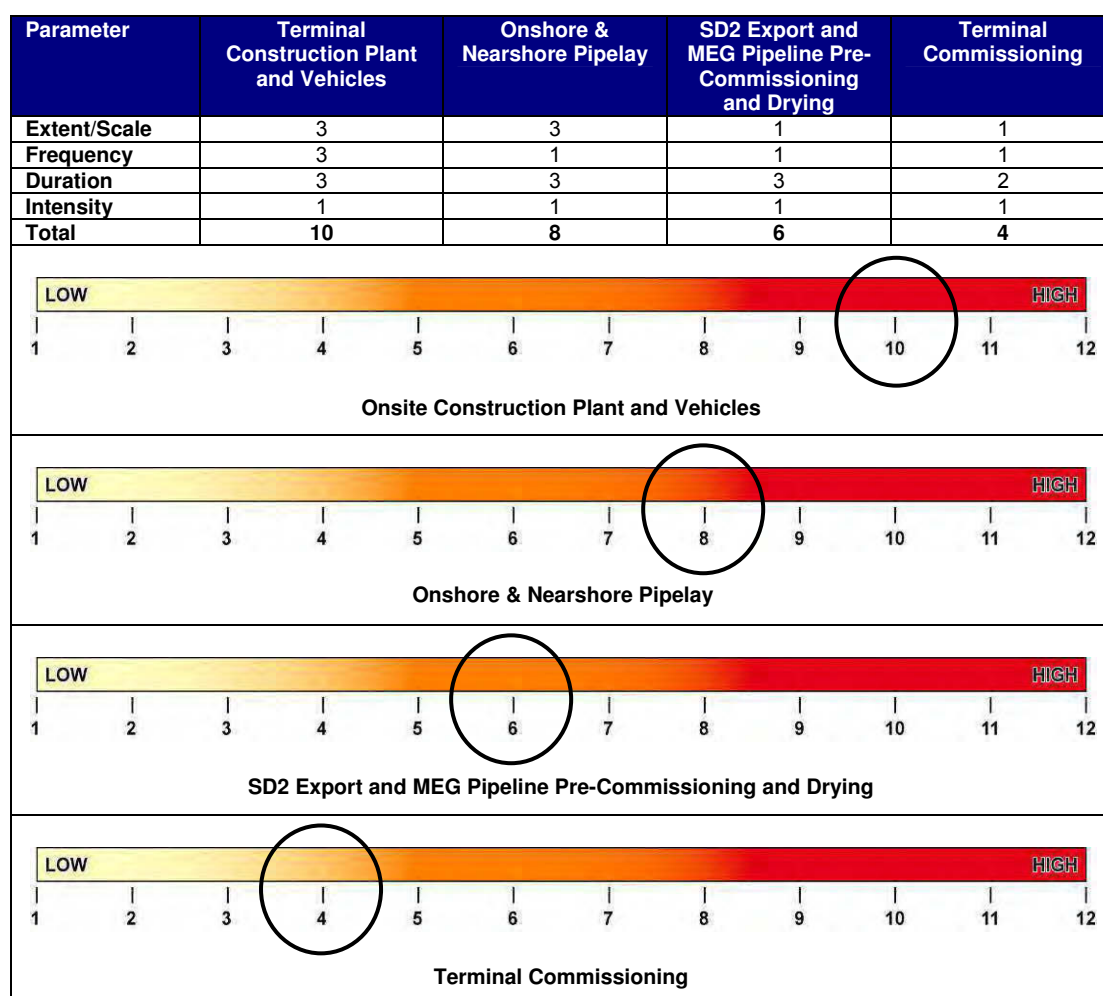 Parameter Terminal Construction Plant and Vehicles Onshore & Nearshore Pipelay SD2 Export and MEG Pipeline Pre-Commissioning and Drying Terminal Commissioning
Extent/Scale 3 3 1 1
Frequency 3 1 1 1
Duration 3 3 3 2
Intensity 1 1 1 1
Total 10 8 6 4
LOW HIGH
1 2 3 4 5 6 7 8 9 10 11 12
Onsite Construction Plant and Vehicles
LOW HIGH
1 2 3 4 5 6 7 8 9 10 11 12
Onshore & Nearshore Pipelay
LOW HIGH
1 2 3 4 5 6 7 8 9 10 11 12
SD2 Export and MEG Pipeline Pre-Commissioning and Drying
LOW HIGH
1 2 3 4 5 6 7 8 9 10 11 12
Terminal Commissioning